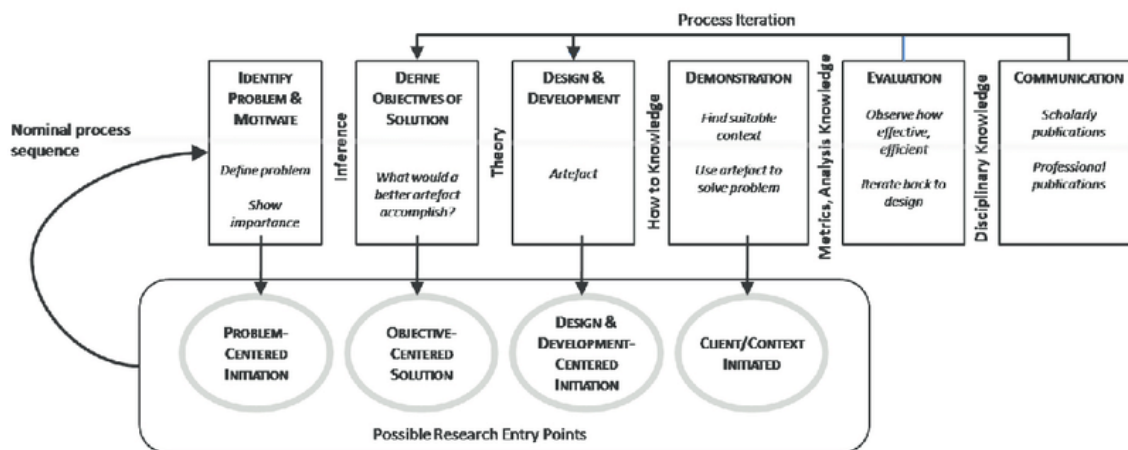 Process Iteration
IDENTIFY
PROBLEM &
MOTIVATE
Define problem
Show
importance
Inference
DEFINE
OBJECTIVES OF
SOLUTION
What would a
better artefact
accomplish?
Theory
DESIGN &
DEVELOPMENT
Artefact
How to Knowledge
DEMONSTRATION
Find suitable
context
Use artefact to
solve problem
Metrics, Analysis Knowledge
EVALUATION
Observe how
effective,
efficient
Iterate back to
design
Disciplinary Knowledge
COMMUNICATION
Scholarly
publications
Professional
publications
Nominal process
sequence
PROBLEM-
CENTERED
INITIATION
OBJECTIVE-
CENTERED
SOLUTION
DESIGN &
DEVELOPMENT-
CENTERED
INITIATION
CLIENT/CONTEXT
INITIATED
Possible Research Entry Points